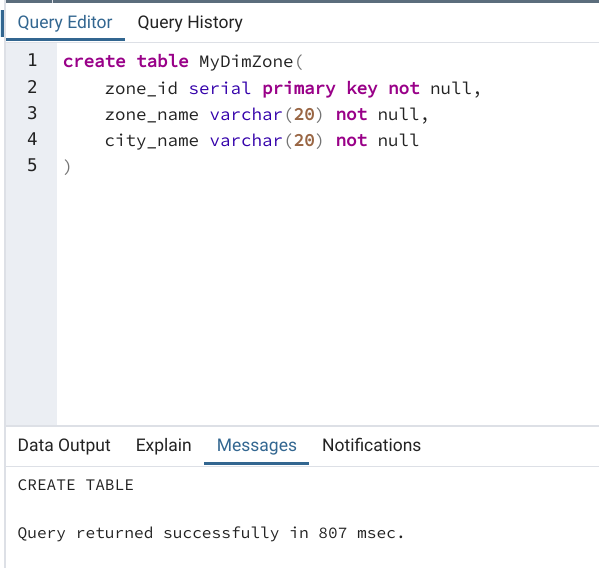 Query Editor Query History
1 create table MyDimZone(
2 zone_id serial primary key not null,
3 zone_name varchar(20) not null,
4 city_name varchar(20) not null
5 )
Data Output Explain Messages Notifications
CREATE TABLE
Query returned successfully in 807 msec.